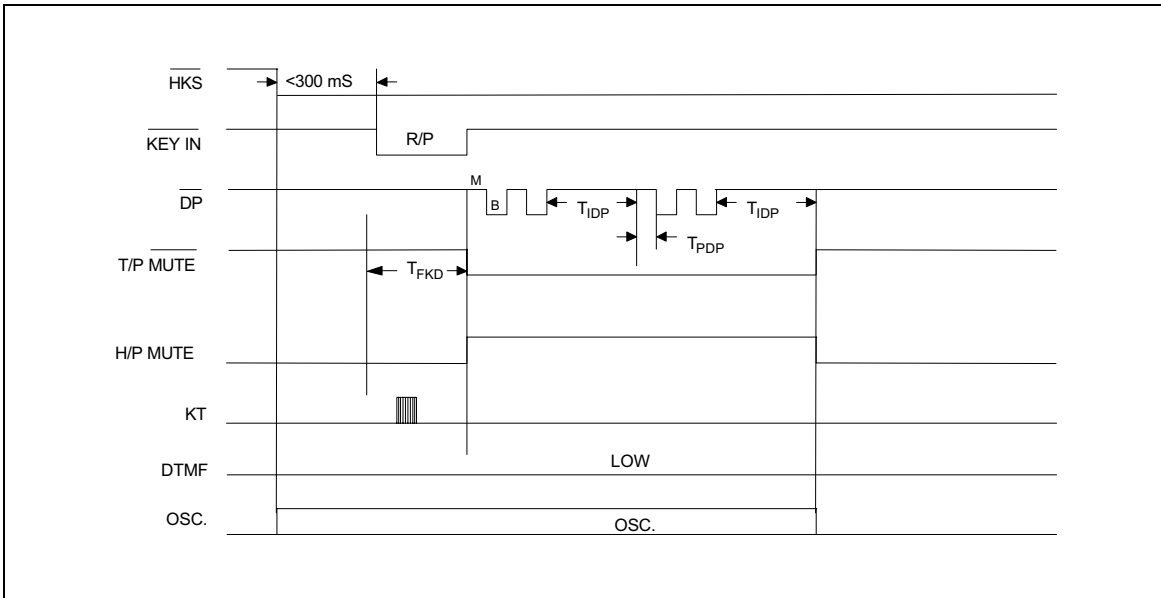 HKS
<300 mS
KEY IN
R/P
M
DP
B
TIDP
TIDP
TPDP
T/P MUTE
TFKD
H/P MUTE
KT
LOW
DTMF
OSC.
OSC.